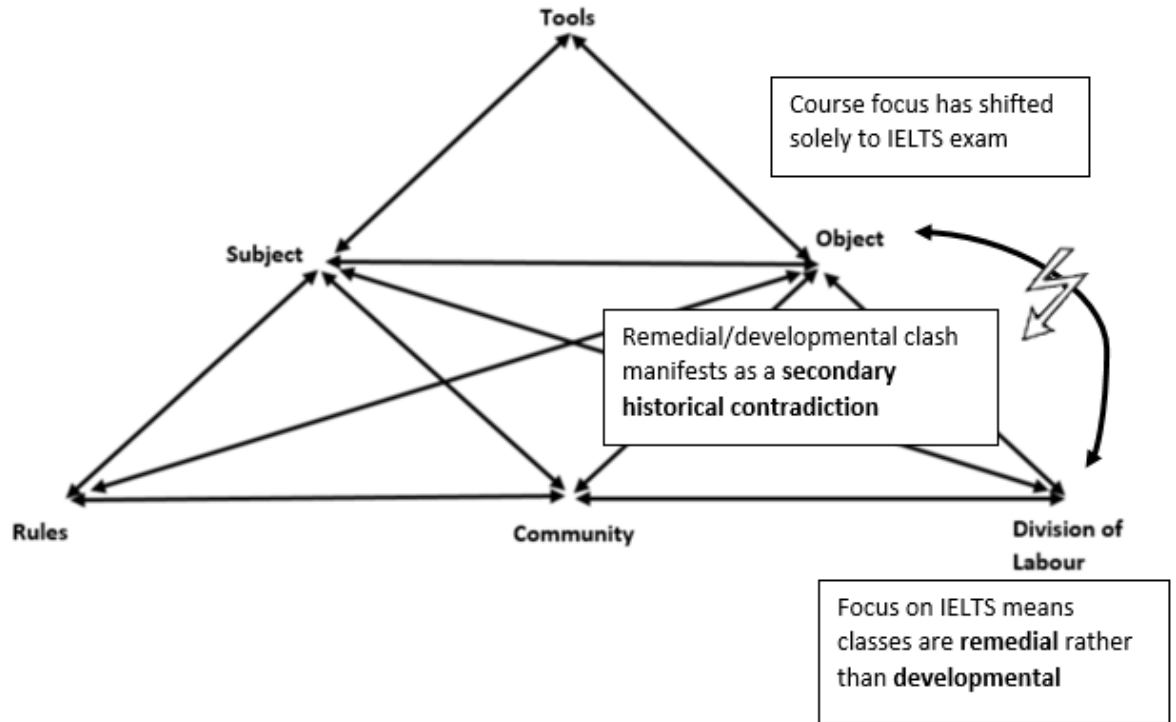 Tools
Course focus has shifted
solely to IELTS exam
Subject
Object
Remedial/developmental clash
manifests as a secondary
historical contradiction
Rules
Community
Division of
Labour
Focus on IELTS means
classes are remedial rather
than developmental